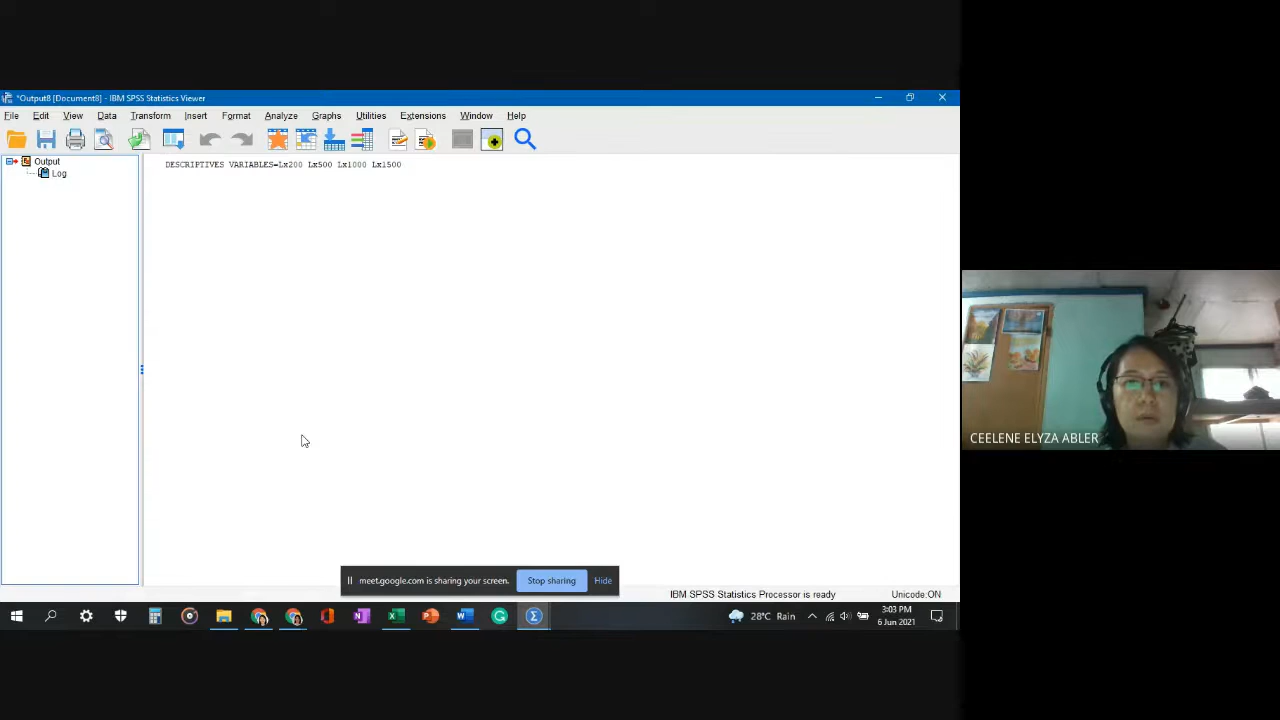 *Output8 [Document8] - IBM SPSS Statistics Viewer
File Edit View Data Transform Insert Format Analyze Graphs Utilities Extensions Window Help
Output
Log
DESCRIPTIVES VARIABLES=Lx200 Lx500 Lx1000 Lx1500
CEELENE ELYZA ABLER
meet.google.com is sharing your screen. Stop sharing Hide
IBM SPSS Statistics Processor is ready Unicode:ON
28°C Rain
3:03 PM
6 Jun 2021